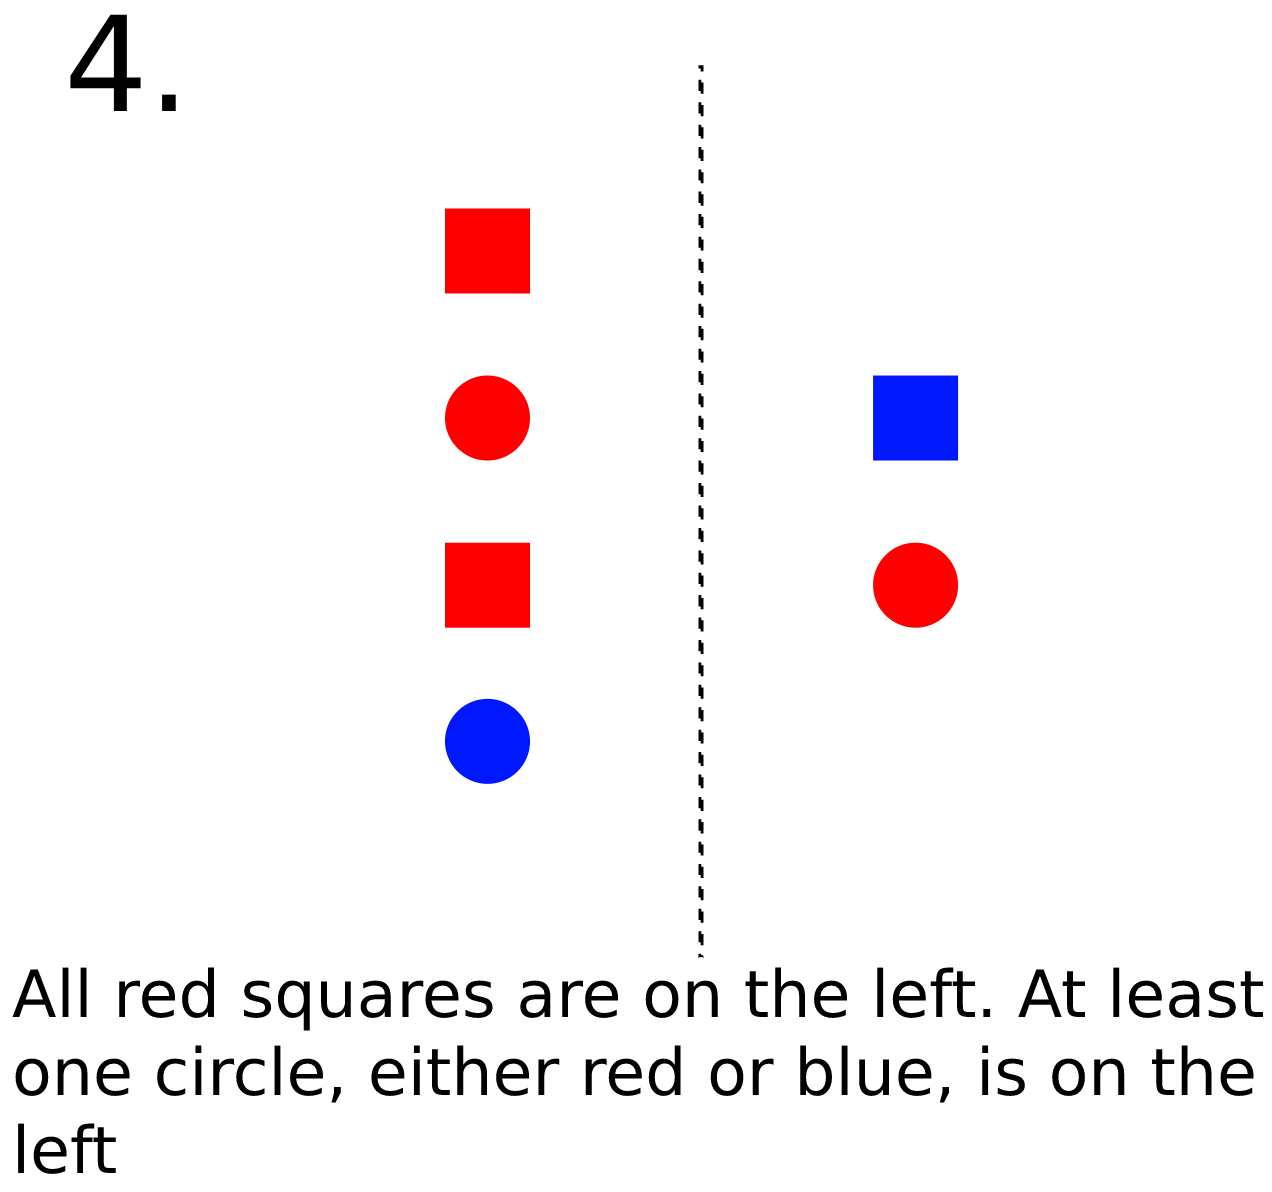 4.
All red squares are on the left. At least
one circle, either red or blue, is on the
left